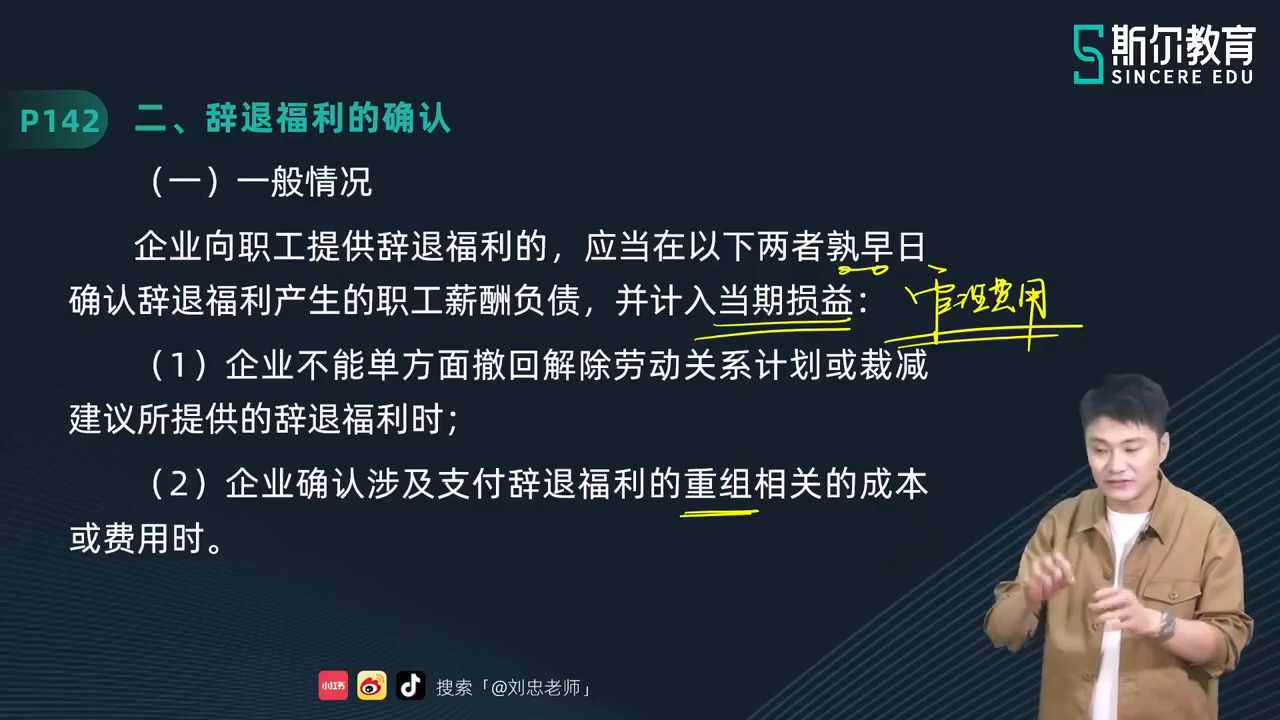 斯尔教育
SINCERE EDU
P142 二、辞退福利的确认
（一）一般情况
企业向职工提供辞退福利的，应当在以下两者孰早日
确认辞退福利产生的职工薪酬负债，并计入当期损益：
管理费用
（1）企业不能单方面撤回解除劳动关系计划或裁减
建议所提供的辞退福利时；
（2）企业确认涉及支付辞退福利的重组相关的成本
或费用时。
小红书
搜索「@刘忠老师」